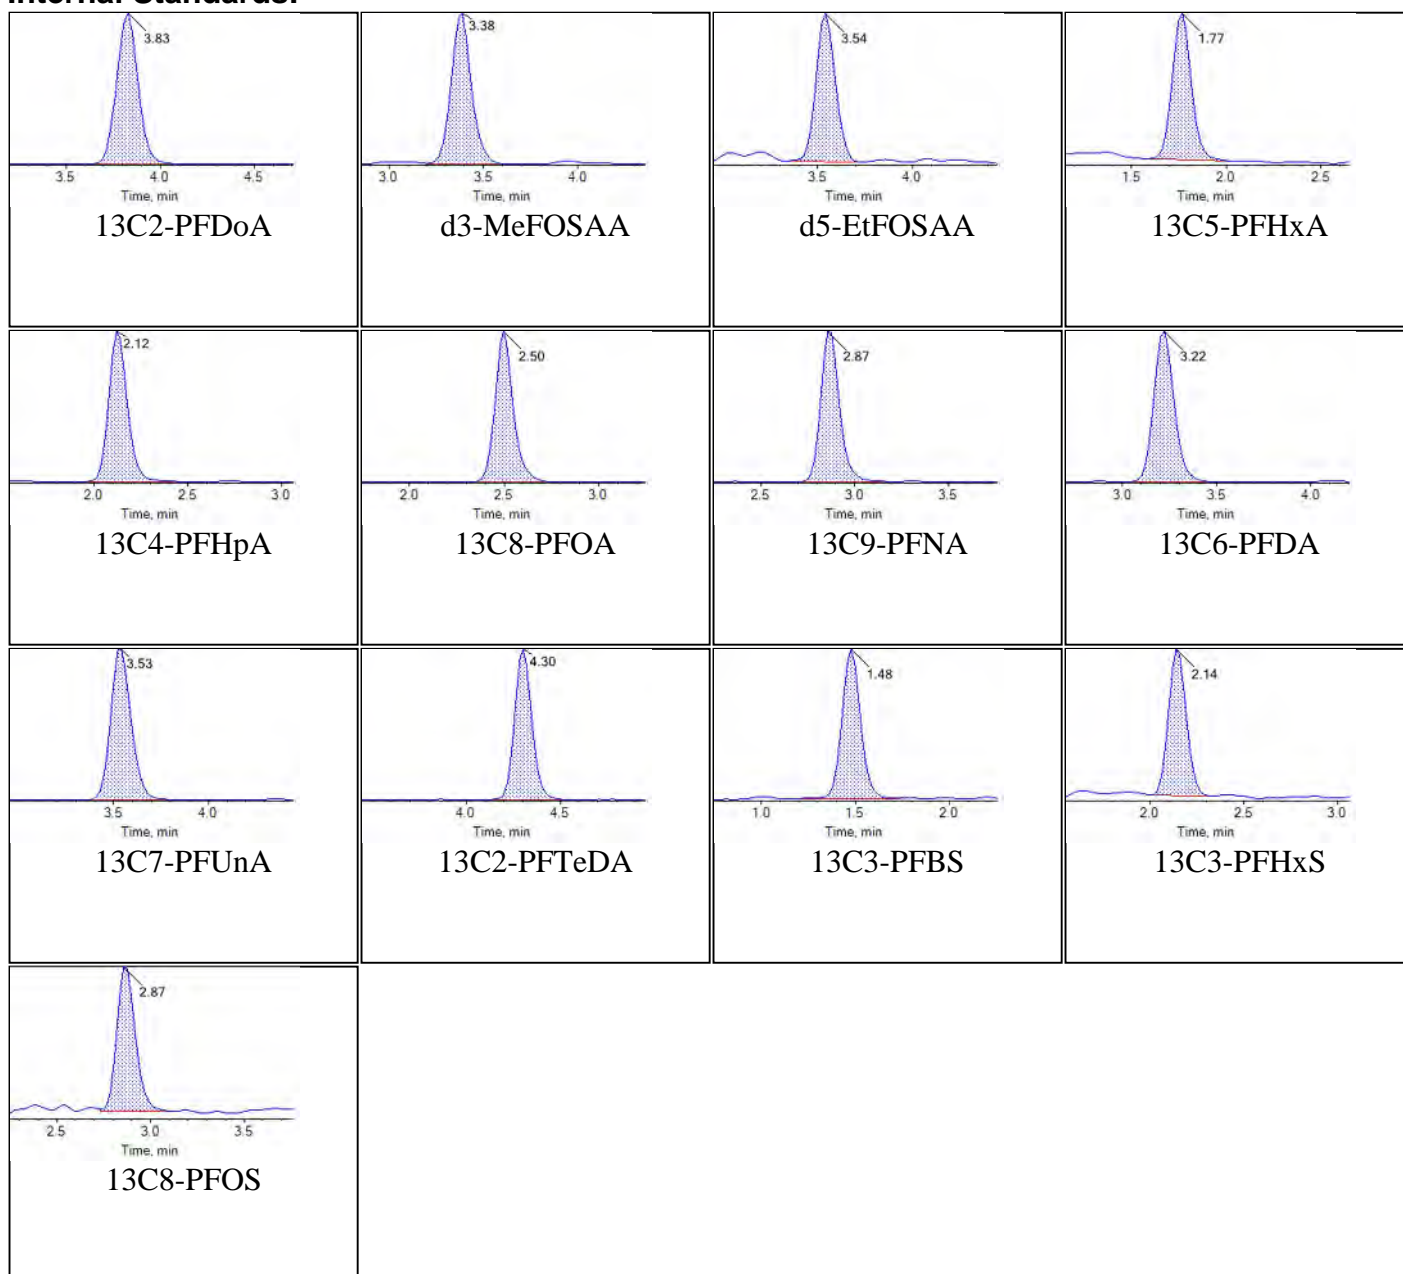 Internal Standards:
3.83
3.5 4.0 4.5
Time, min
13C2-PFDoA
3.38
3.0 3.5 4.0
Time, min
d3-MeFOSAA
3.54
3.5 4.0
Time, min
d5-EtFOSAA
1.77
1.5 2.0 2.5
Time, min
13C5-PFHxA
2.12
2.0 2.5 3.0
Time, min
13C4-PFHpA
2.50
2.0 2.5 3.0
Time, min
13C8-PFOA
2.87
2.5 3.0 3.5
Time, min
13C9-PFNA
3.22
3.0 3.5 4.0
Time, min
13C6-PFDA
3.53
3.5 4.0
Time, min
13C7-PFUnA
4.30
4.0 4.5
Time, min
13C2-PFTeDA
1.48
1.0 1.5 2.0
Time, min
13C3-PFBS
2.14
2.0 2.5 3.0
Time, min
13C3-PFHxS
2.87
2.5 3.0 3.5
Time, min
13C8-PFOS